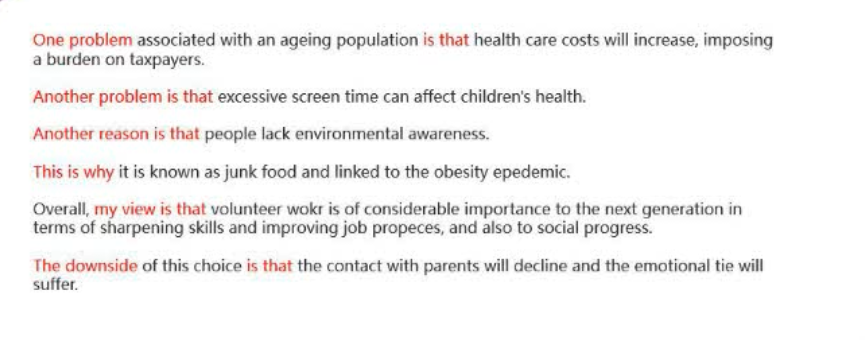 One problem associated with an ageing population is that health care costs will increase, imposing
a burden on taxpayers.
Another problem is that excessive screen time can affect children's health.
Another reason is that people lack environmental awareness.
This is why it is known as junk food and linked to the obesity epedemic.
Overall, my view is that volunteer wokr is of considerable importance to the next generation in
terms of sharpening skills and improving job propeces, and also to social progress.
The downside of this choice is that the contact with parents will decline and the emotional tie will
suffer.